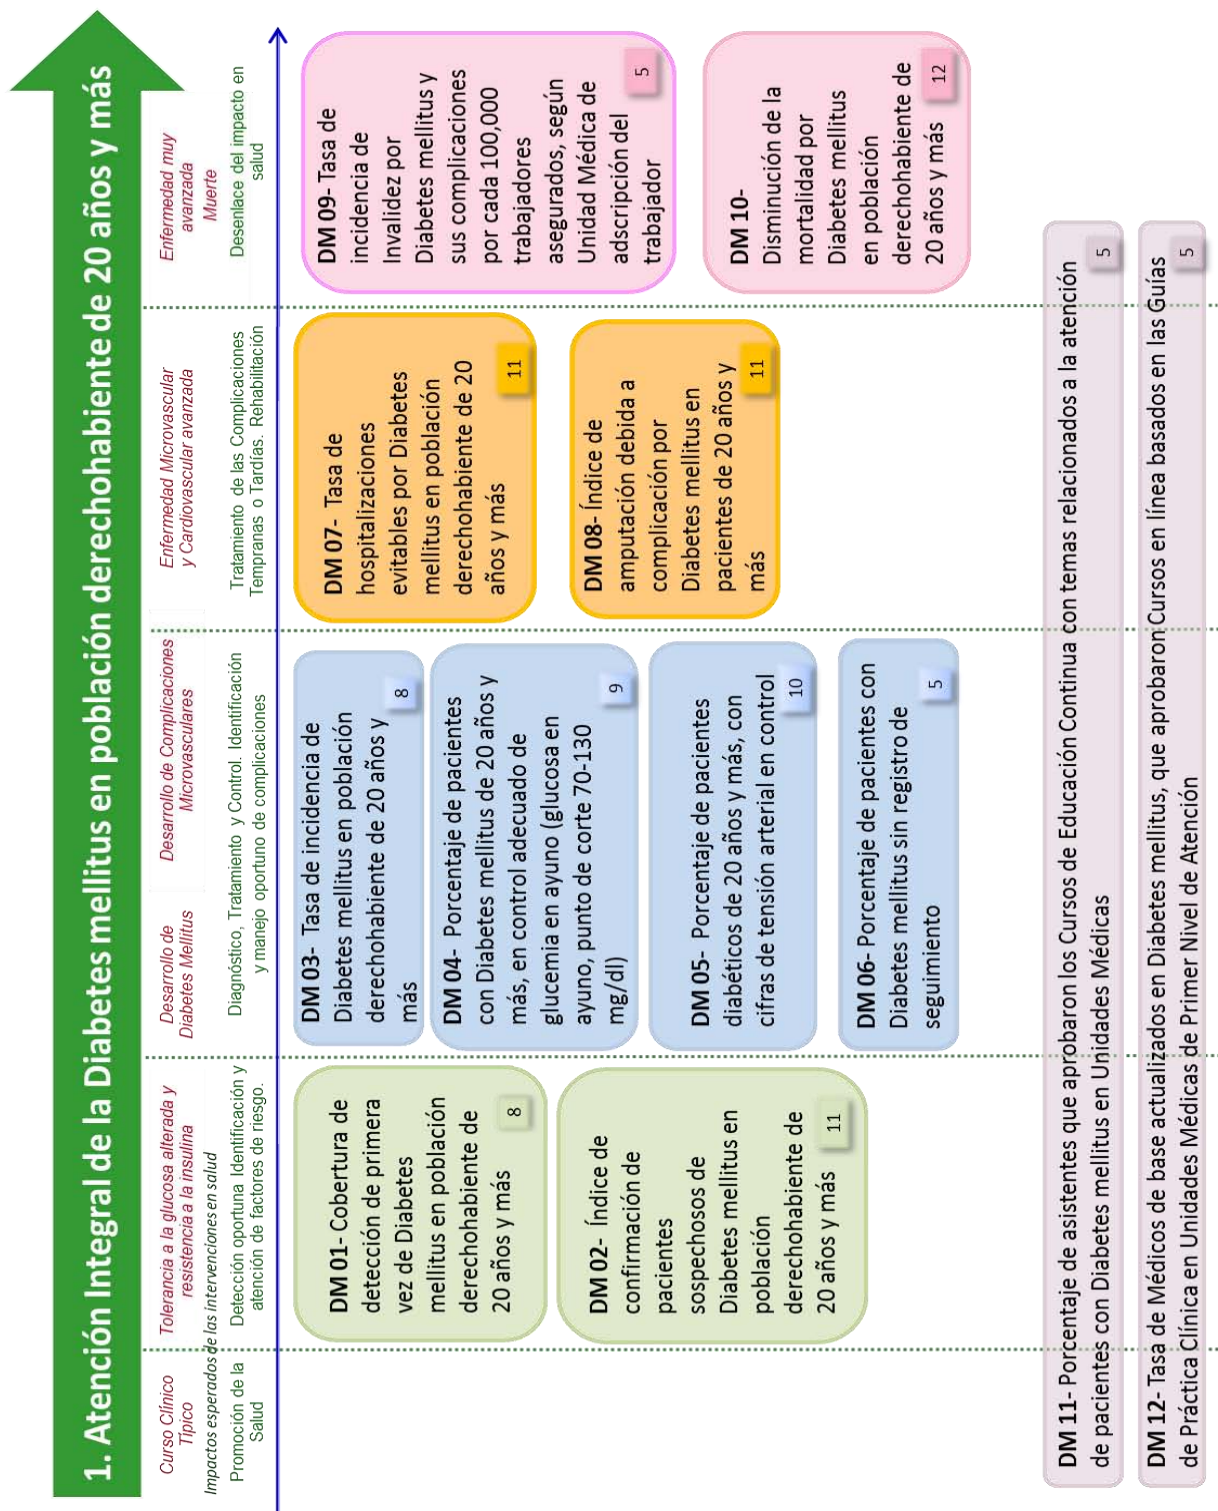 1. Atención Integral de la Diabetes mellitus en población derechohabiente de 20 años y más
Curso Clínico
Típico
Tolerancia a la glucosa alterada y
resistencia a la insulina
Desarrollo de
Diabetes Mellitus
Desarrollo de Complicaciones
Microvasculares
Enfermedad Microvascular
y Cardiovascular avanzada
Enfermedad muy
avanzada
Muerte
Impactos esperados de las intervenciones en salud
Promoción de la
Salud
Detección oportuna Identificación y
atención de factores de riesgo.
Diagnóstico, Tratamiento y Control. Identificación
y manejo oportuno de complicaciones
Tratamiento de las Complicaciones
Tempranas o Tardías. Rehabilitación
Desenlace del impacto en
salud
DM 01- Cobertura de
detección de primera
vez de Diabetes
mellitus en población
derechohabiente de
20 años y más
8
DM 02- Índice de
confirmación de
pacientes
sospechosos de
Diabetes mellitus en
población
derechohabiente de
20 años y más
11
DM 03- Tasa de incidencia de
Diabetes mellitus en población
derechohabiente de 20 años y
más
8
DM 04- Porcentaje de pacientes
con Diabetes mellitus de 20 años y
más, en control adecuado de
glucemia en ayuno (glucosa en
ayuno, punto de corte 70-130
mg/dl)
9
DM 05- Porcentaje de pacientes
diabéticos de 20 años y más, con
cifras de tensión arterial en control
10
DM 06- Porcentaje de pacientes con
Diabetes mellitus sin registro de
seguimiento
5
DM 07- Tasa de
hospitalizaciones
evitables por Diabetes
mellitus en población
derechohabiente de 20
años y más
11
DM 08- Índice de
amputación debida a
complicación por
Diabetes mellitus en
pacientes de 20 años y
más
11
DM 09- Tasa de
incidencia de
Invalidez por
Diabetes mellitus y
sus complicaciones
por cada 100,000
trabajadores
asegurados, según
Unidad Médica de
adscripción del
trabajador
5
DM 10-
Disminución de la
mortalidad por
Diabetes mellitus
en población
derechohabiente de
20 años y más
12
DM 11- Porcentaje de asistentes que aprobaron los Cursos de Educación Continua con temas relacionados a la atención
de pacientes con Diabetes mellitus en Unidades Médicas
5
DM 12- Tasa de Médicos de base actualizados en Diabetes mellitus, que aprobaron Cursos en línea basados en las Guías
de Práctica Clínica en Unidades Médicas de Primer Nivel de Atención
5